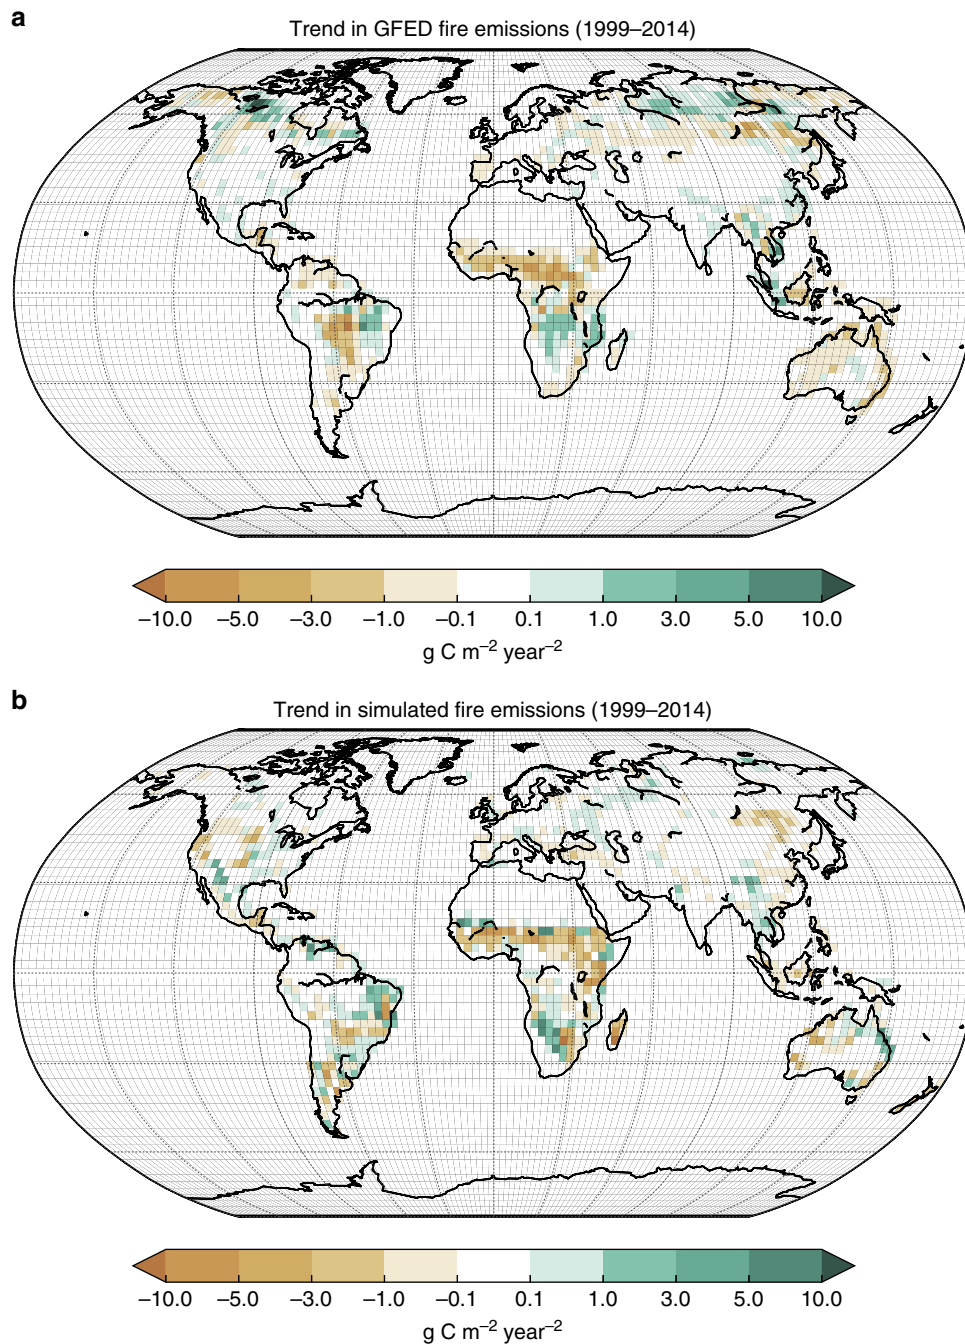 a
Trend in GFED fire emissions (1999–2014)
–10.0 –5.0 –3.0 –1.0 –0.1 0.1 1.0 3.0 5.0 10.0
g C m⁻² year⁻²
b
Trend in simulated fire emissions (1999–2014)
–10.0 –5.0 –3.0 –1.0 –0.1 0.1 1.0 3.0 5.0 10.0
g C m⁻² year⁻²